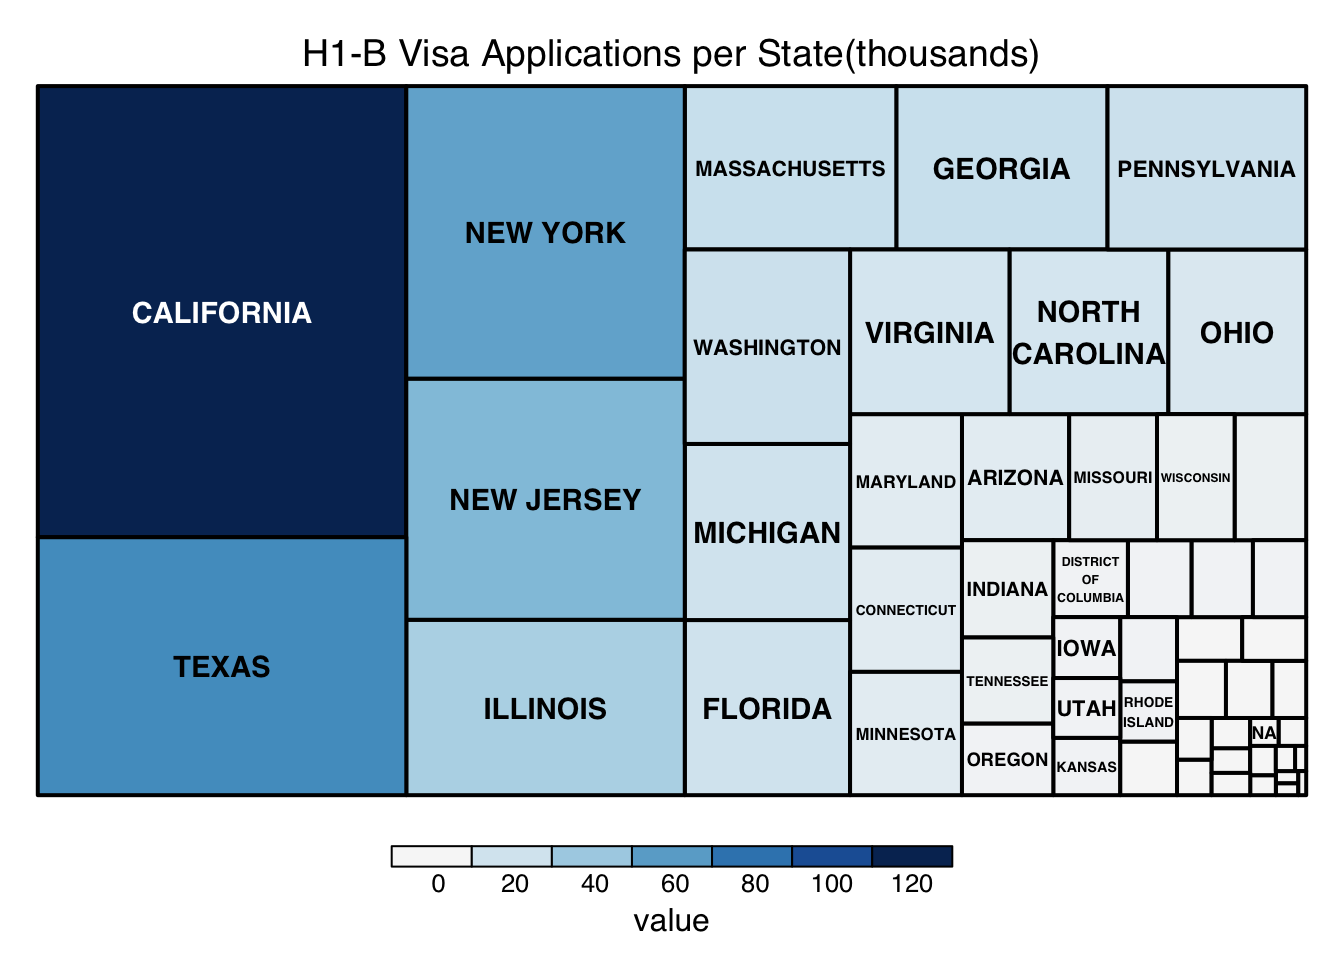 H1-B Visa Applications per State(thousands)
CALIFORNIA
TEXAS
NEW YORK
NEW JERSEY
ILLINOIS
MASSACHUSETTS
GEORGIA
PENNSYLVANIA
WASHINGTON
MICHIGAN
FLORIDA
VIRGINIA
NORTH
CAROLINA
OHIO
MARYLAND
CONNECTICUT
MINNESOTA
ARIZONA
MISSOURI
WISCONSIN
INDIANA
TENNESSEE
OREGON
DISTRICT
OF
COLUMBIA
IOWA
UTAH
KANSAS
RHODE
ISLAND
NA
0 20 40 60 80 100 120
value